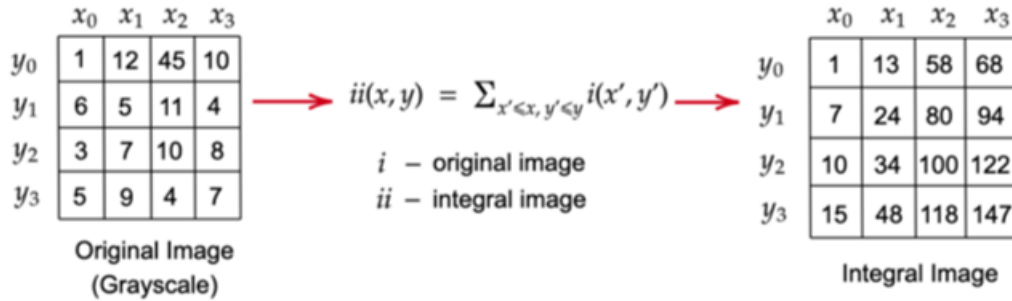 x₀ x₁ x₂ x₃
y₀ 1 12 45 10
y₁ 6 5 11 4
y₂ 3 7 10 8
y₃ 5 9 4 7
Original Image
(Grayscale)
ii(x, y) = ∑x′⩽x, y′⩽y i(x′, y′)
i – original image
ii – integral image
x₀ x₁ x₂ x₃
y₀ 1 13 58 68
y₁ 7 24 80 94
y₂ 10 34 100 122
y₃ 15 48 118 147
Integral Image